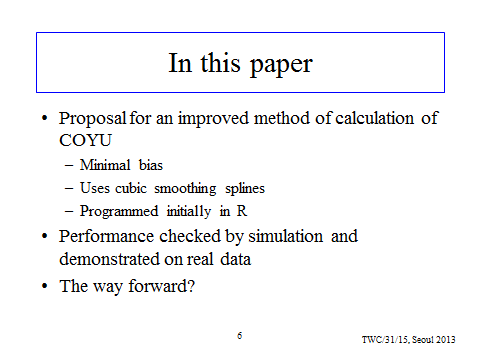 In this paper
• Proposal for an improved method of calculation of
COYU
– Minimal bias
– Uses cubic smoothing splines
– Programmed initially in R
• Performance checked by simulation and
demonstrated on real data
• The way forward?
6
TWC/31/15, Seoul 2013